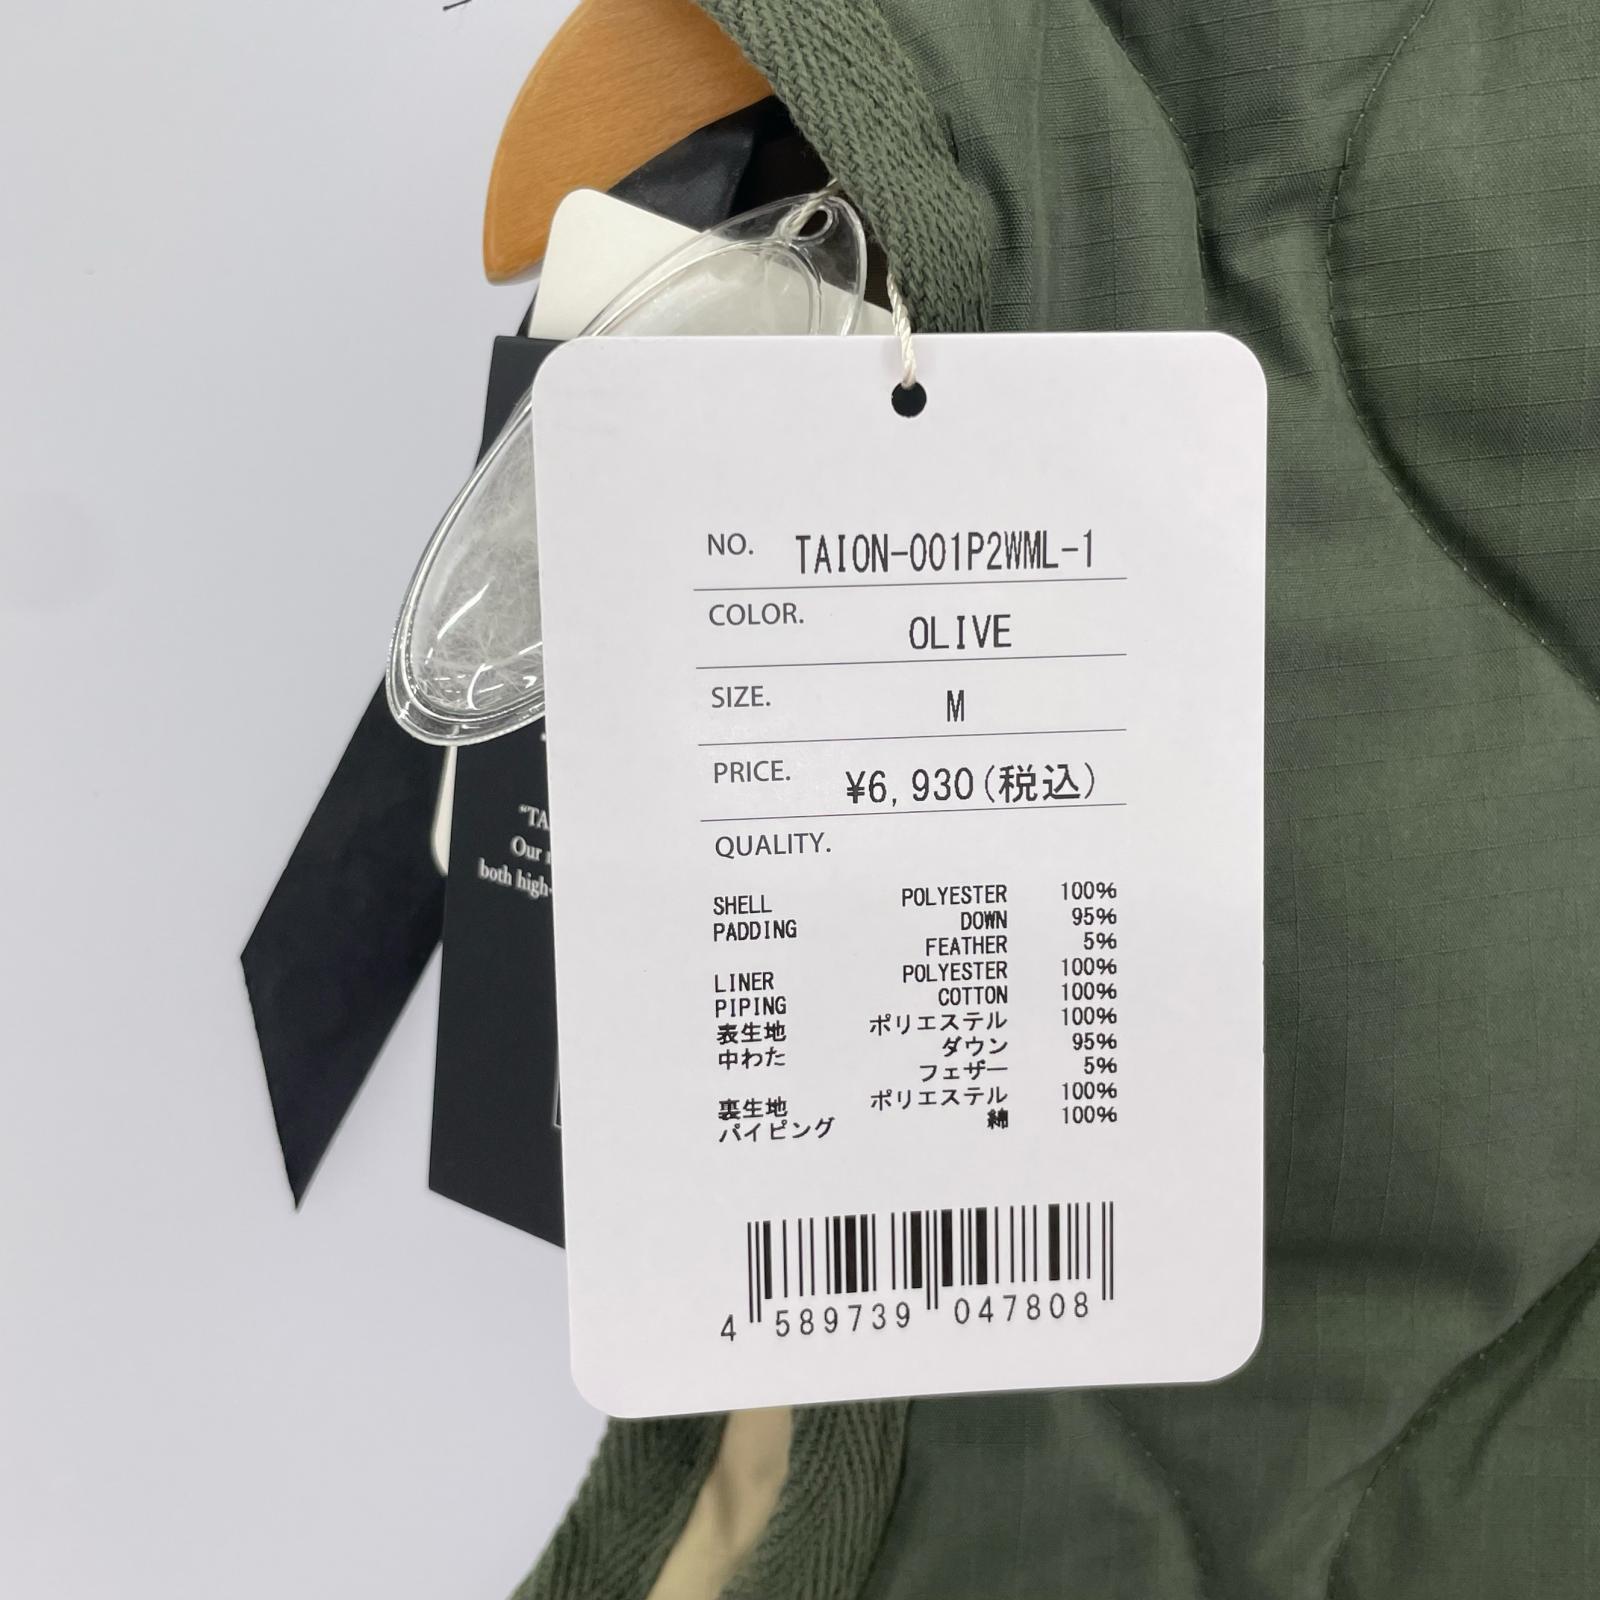 NO. TAION-001P2WML-1
COLOR. OLIVE
SIZE. M
PRICE. ¥6,930(税込)
QUALITY.
SHELL POLYESTER 100%
PADDING DOWN 95%
FEATHER 5%
LINER POLYESTER 100%
PIPING COTTON 100%
表生地 ポリエステル 100%
中わた ダウン 95%
フェザー 5%
裏生地 ポリエステル 100%
パイピング 綿 100%
4 589739 047808
Our
both high-